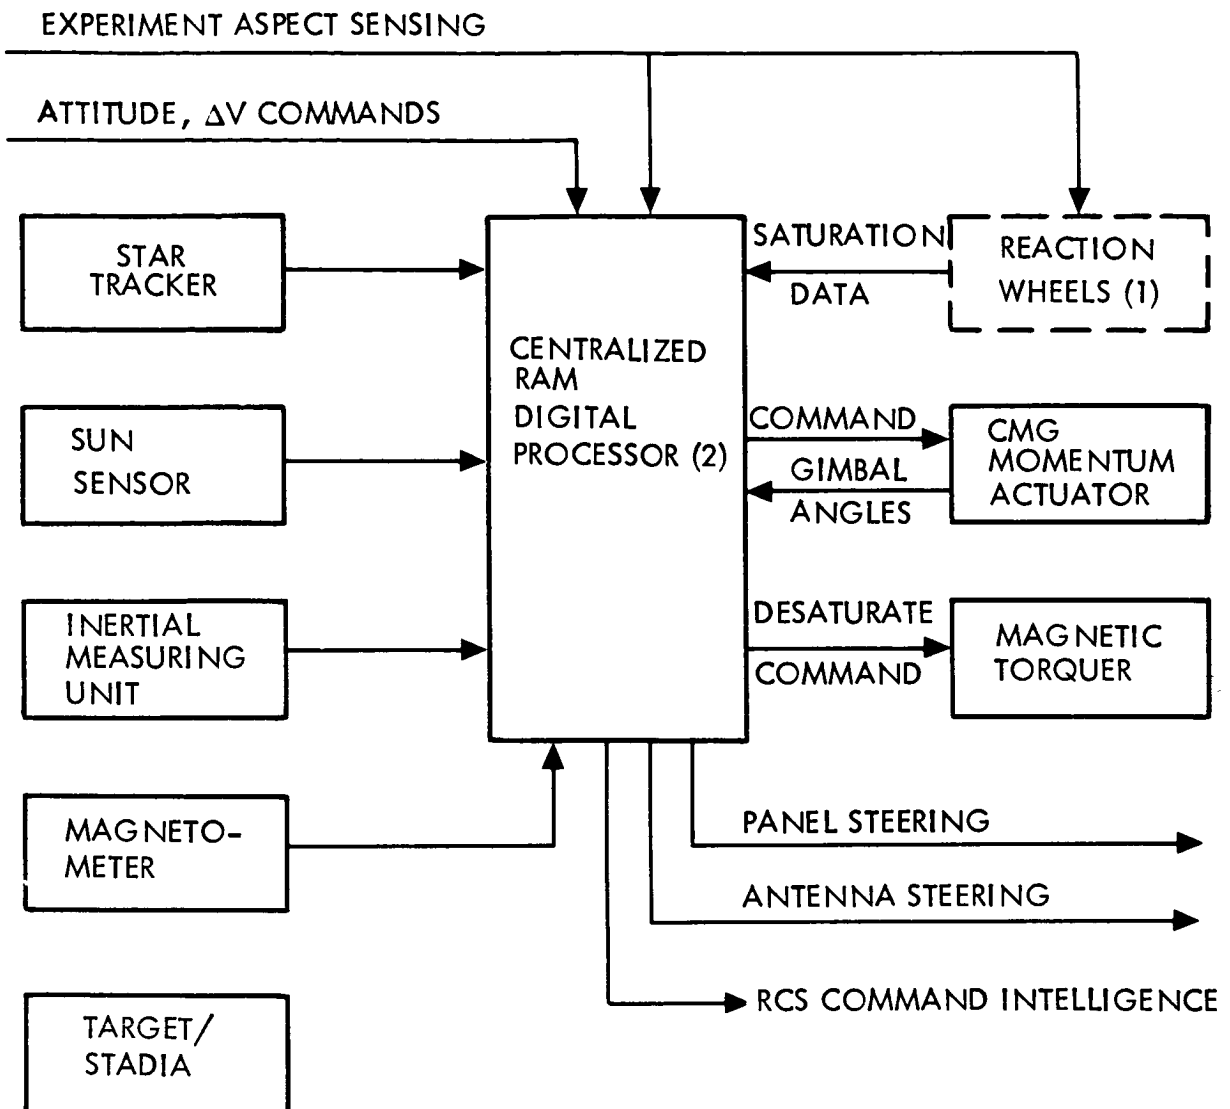 EXPERIMENT ASPECT SENSING
ATTITUDE, ΔV COMMANDS
STAR
TRACKER
SUN
SENSOR
INERTIAL
MEASURING
UNIT
MAGNETO-
METER
TARGET/
STADIA
CENTRALIZED
RAM
DIGITAL
PROCESSOR (2)
SATURATION
DATA
REACTION
WHEELS (1)
COMMAND
GIMBAL
ANGLES
CMG
MOMENTUM
ACTUATOR
DESATURATE
COMMAND
MAGNETIC
TORQUER
PANEL STEERING
ANTENNA STEERING
RCS COMMAND INTELLIGENCE